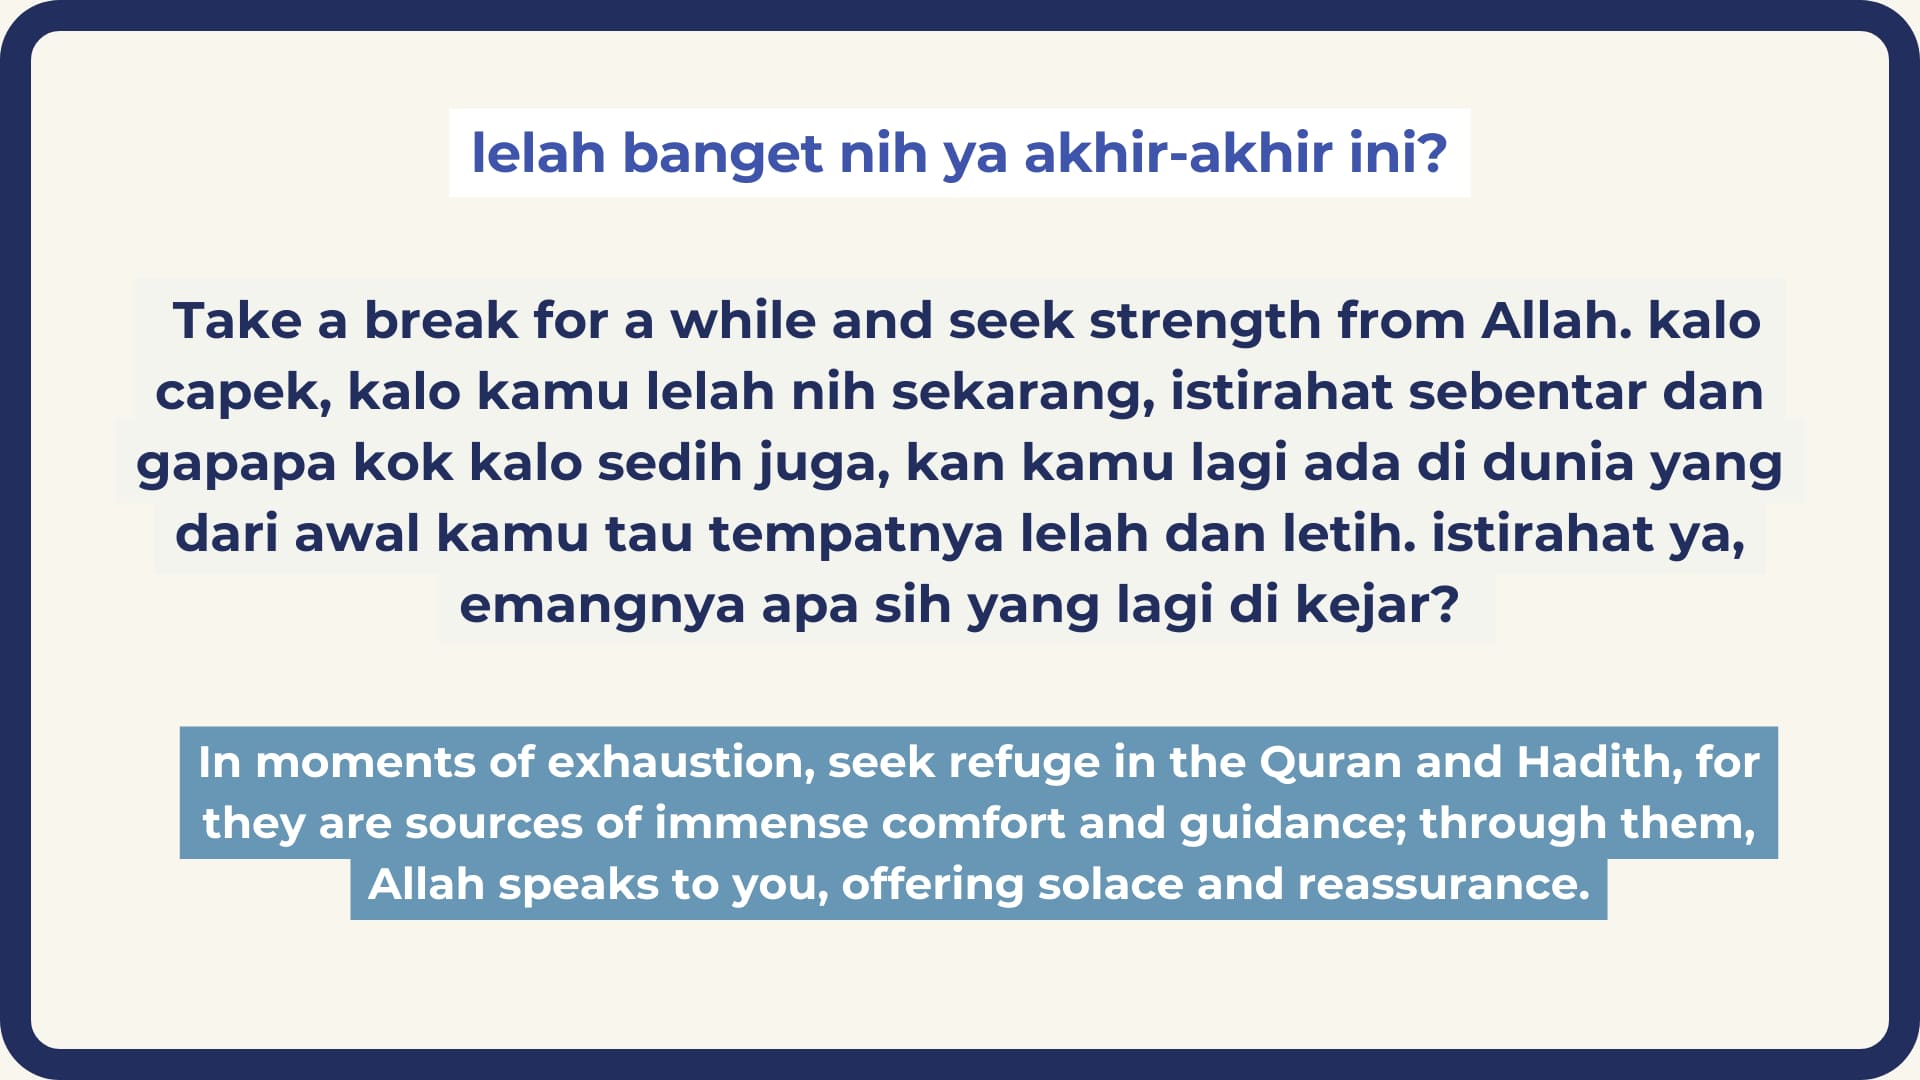 lelah banget nih ya akhir-akhir ini?
Take a break for a while and seek strength from Allah. kalo
capek, kalo kamu lelah nih sekarang, istirahat sebentar dan
gapapa kok kalo sedih juga, kan kamu lagi ada di dunia yang
dari awal kamu tau tempatnya lelah dan letih. istirahat ya,
emangnya apa sih yang lagi di kejar?
In moments of exhaustion, seek refuge in the Quran and Hadith, for
they are sources of immense comfort and guidance; through them,
Allah speaks to you, offering solace and reassurance.